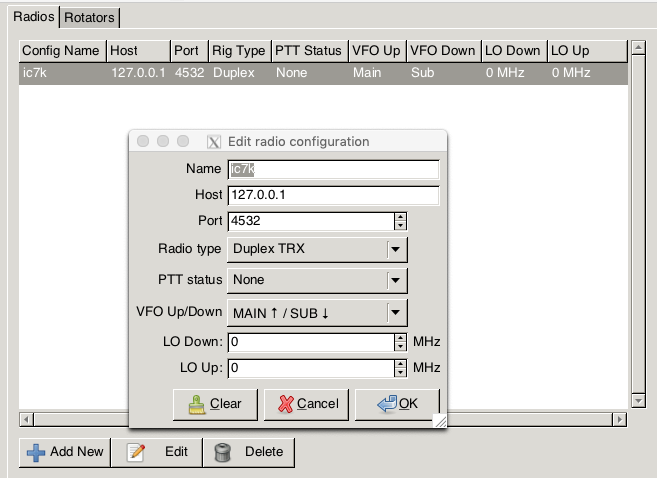 Radios Rotators
Config Name Host Port Rig Type PTT Status VFO Up VFO Down LO Down LO Up
ic7k 127.0.0.1 4532 Duplex None Main Sub 0 MHz 0 MHz
Edit radio configuration
Name ic7k
Host 127.0.0.1
Port 4532
Radio type Duplex TRX
PTT status None
VFO Up/Down MAIN ↑ / SUB ↓
LO Down: 0 MHz
LO Up: 0 MHz
Clear Cancel OK
Add New Edit Delete